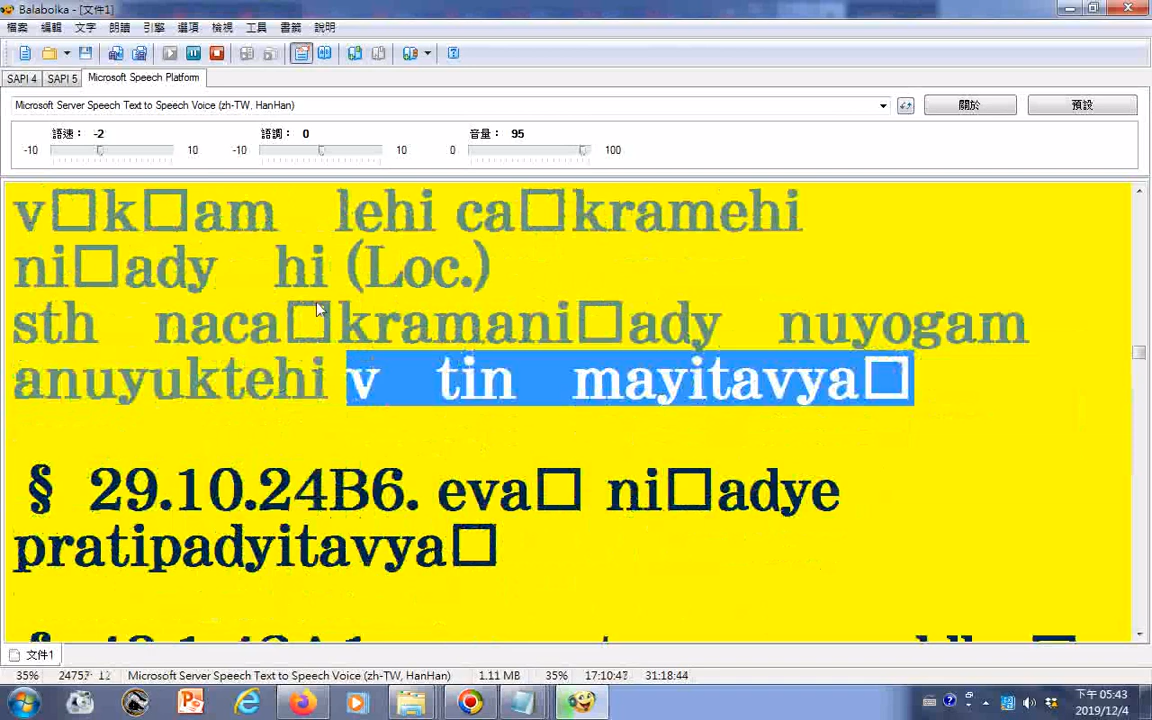 Balabolka - [文件1]
檔案 編輯 文字 朗讀 引擎 選項 檢視 工具 書籤 說明
SAPI 4 SAPI 5 Microsoft Speech Platform
Microsoft Server Speech Text to Speech Voice (zh-TW, HanHan) 關於 預設
語速： -2 語調： 0 音量： 95
-10 10 -10 10 0 100
v□k□am lehi ca□kramehi
ni□ady hi (Loc.)
sth naca□kramani□ady nuyogam
anuyuktehi v tin mayitavya□
§ 29.10.24B6. eva□ ni□adye
pratipadyitavya□
文件1
35% Microsoft Server Speech Text to Speech Voice (zh-TW, HanHan) 1.11 MB 35% 17:10:47 31:18:44
下午 05:43
2019/12/4